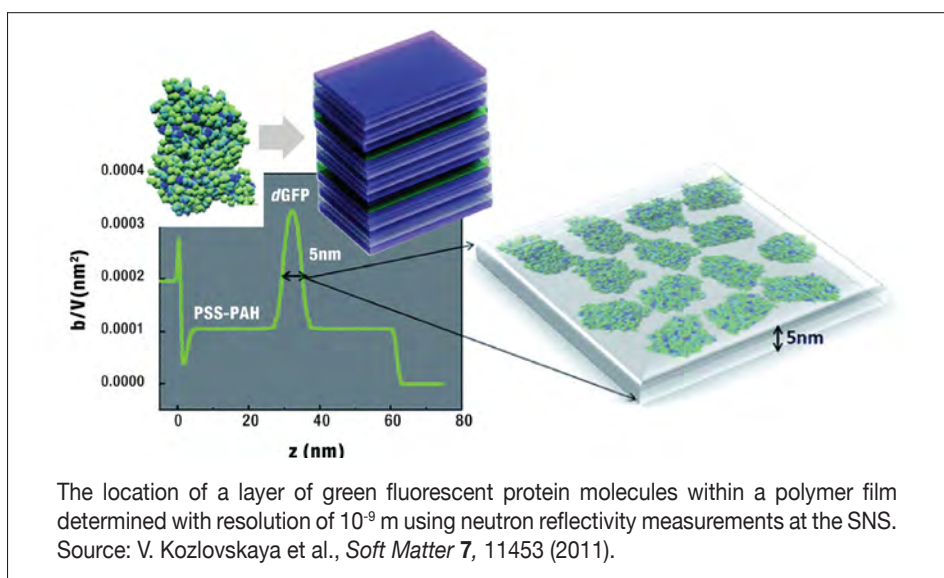 0.0004
0.0003
0.0002
0.0001
0.0000
b/V(nm²)
dGFP
5nm
PSS-PAH
0
20
40
60
80
z (nm)
5nm
The location of a layer of green fluorescent protein molecules within a polymer film
determined with resolution of 10⁻⁹ m using neutron reflectivity measurements at the SNS.
Source: V. Kozlovskaya et al., Soft Matter 7, 11453 (2011).